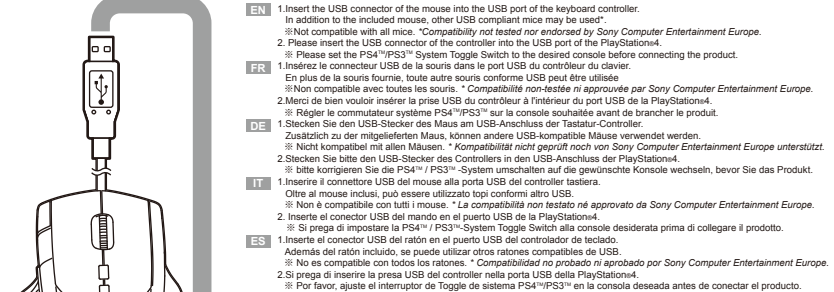 EN 1.Insert the USB connector of the mouse into the USB port of the keyboard controller.
In addition to the included mouse, other USB compliant mice may be used*.
※Not compatible with all mice. *Compatibility not tested nor endorsed by Sony Computer Entertainment Europe.
2. Please insert the USB connector of the controller into the USB port of the PlayStation®4.
※ Please set the PS4™/PS3™ System Toggle Switch to the desired console before connecting the product.
FR 1.Insérez le connecteur USB de la souris dans le port USB du contrôleur du clavier.
En plus de la souris fournie, toute autre souris conforme USB peut être utilisée
※Non compatible avec toutes les souris. * Compatibilité non-testée ni approuvée par Sony Computer Entertainment Europe.
2.Merci de bien vouloir insérer la prise USB du contrôleur à l'intérieur du port USB de la PlayStation®4.
※ Régler le commutateur système PS4™/PS3™ sur la console souhaitée avant de brancher le produit.
DE 1.Stecken Sie den USB-Stecker des Maus am USB-Anschluss der Tastatur-Controller.
Zusätzlich zu der mitgelieferten Maus, können andere USB-kompatible Mäuse verwendet werden.
※ Nicht kompatibel mit allen Mäusen. * Kompatibilität nicht geprüft noch von Sony Computer Entertainment Europe unterstützt.
2.Stecken Sie bitte den USB-Stecker des Controllers in den USB-Anschluss der PlayStation®4.
※ bitte korrigieren Sie die PS4™ / PS3™ -System umschalten auf die gewünschte Konsole wechseln, bevor Sie das Produkt.
IT 1.Inserire il connettore USB del mouse alla porta USB del controller tastiera.
Oltre al mouse inclusi, può essere utilizzato topi conformi altro USB.
※ Non è compatibile con tutti i mouse. * La compatibilità non testato né approvato da Sony Computer Entertainment Europe.
2. Inserte el conector USB del mando en el puerto USB de la PlayStation®4.
※ Si prega di impostare la PS4™ / PS3™-System Toggle Switch alla console desiderata prima di collegare il prodotto.
ES 1.Inserte el conector USB del ratón en el puerto USB del controlador de teclado.
Además del ratón incluido, se puede utilizar otros ratones compatibles de USB.
※ No es compatible con todos los ratones. * Compatibilidad no probado ni aprobado por Sony Computer Entertainment Europe.
2.Si prega di inserire la presa USB del controller nella porta USB della PlayStation®4.
※ Por favor, ajuste el interruptor de Toggle de sistema PS4™/PS3™ en la consola deseada antes de conectar el producto.